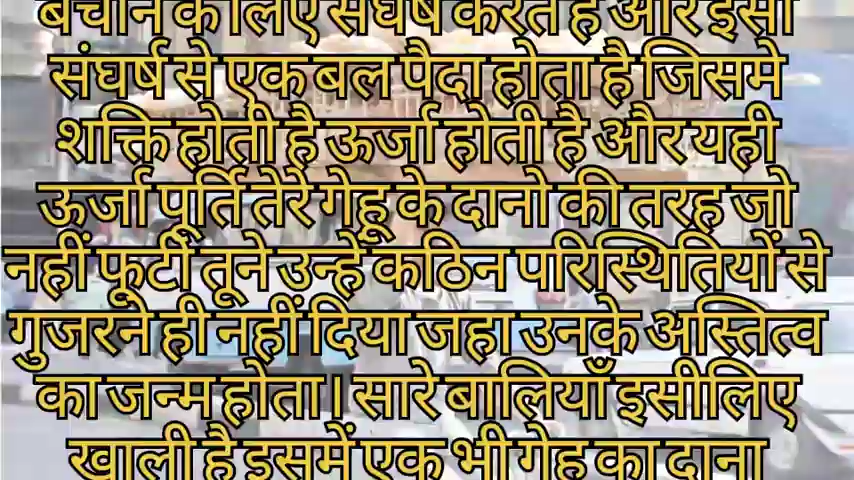 बचाने के लिए संघर्ष करते है और इसी
संघर्ष से एक बल पैदा होता है जिसमे
शक्ति होती है ऊर्जा होती है और यही
ऊर्जा पूर्ति तेरे गेहू के दानो की तरह जो
नहीं फूटी तूने उन्हें कठिन परिस्थितियों से
गुजरने ही नहीं दिया जहा उनके अस्तित्व
का जन्म होता। सारे बालियाँ इसीलिए
खाली है इसमें एक भी गेहू का दाना